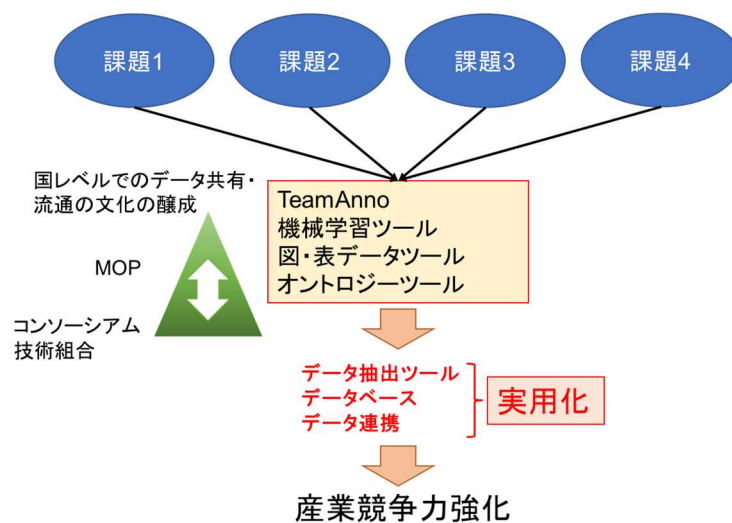 課題1
課題2
課題3
課題4
国レベルでのデータ共有・
流通の文化の醸成
MOP
コンソーシアム
技術組合
TeamAnno
機械学習ツール
図・表データツール
オントロジーツール
データ抽出ツール
データベース
データ連携
実用化
産業競争力強化